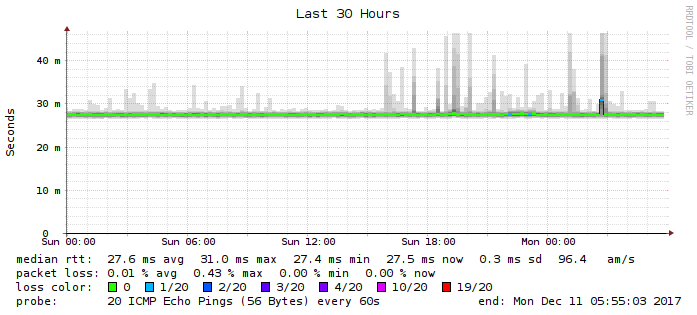 Last 30 Hours
RRDTOOL / TOBI OETIKER
Seconds
40 m
30 m
20 m
10 m
0
Sun 00:00 Sun 06:00 Sun 12:00 Sun 18:00 Mon 00:00
median rtt: 27.6 ms avg 31.0 ms max 27.4 ms min 27.5 ms now 0.3 ms sd 96.4 am/s
packet loss: 0.01 % avg 0.43 % max 0.00 % min 0.00 % now
loss color: 0 1/20 2/20 3/20 4/20 10/20 19/20
probe: 20 ICMP Echo Pings (56 Bytes) every 60s end: Mon Dec 11 05:55:03 2017